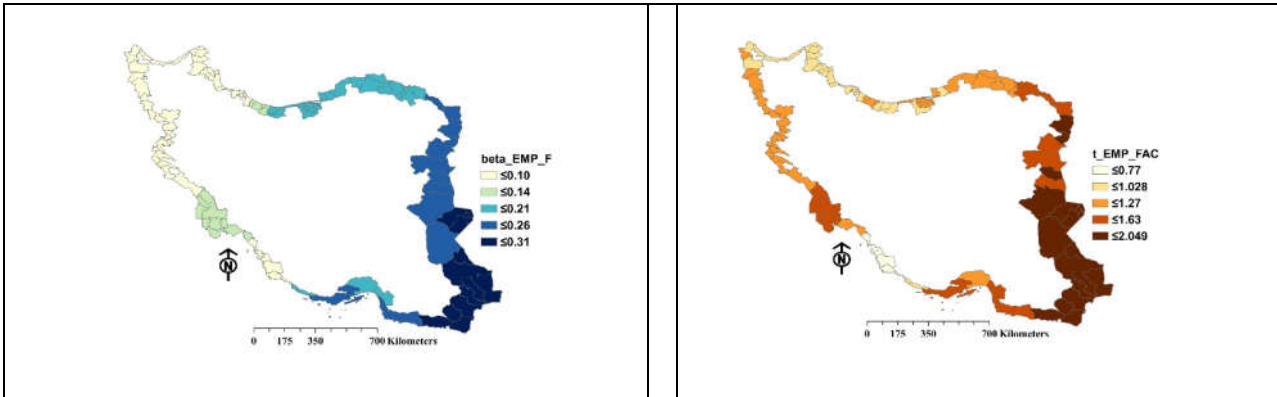 beta_EMP_F
≤0.10
≤0.14
≤0.21
≤0.26
≤0.31
N
0 175 350 700 Kilometers
t_EMP_FAC
≤0.77
≤1.028
≤1.27
≤1.63
≤2.049
N
0 175 350 700 Kilometers